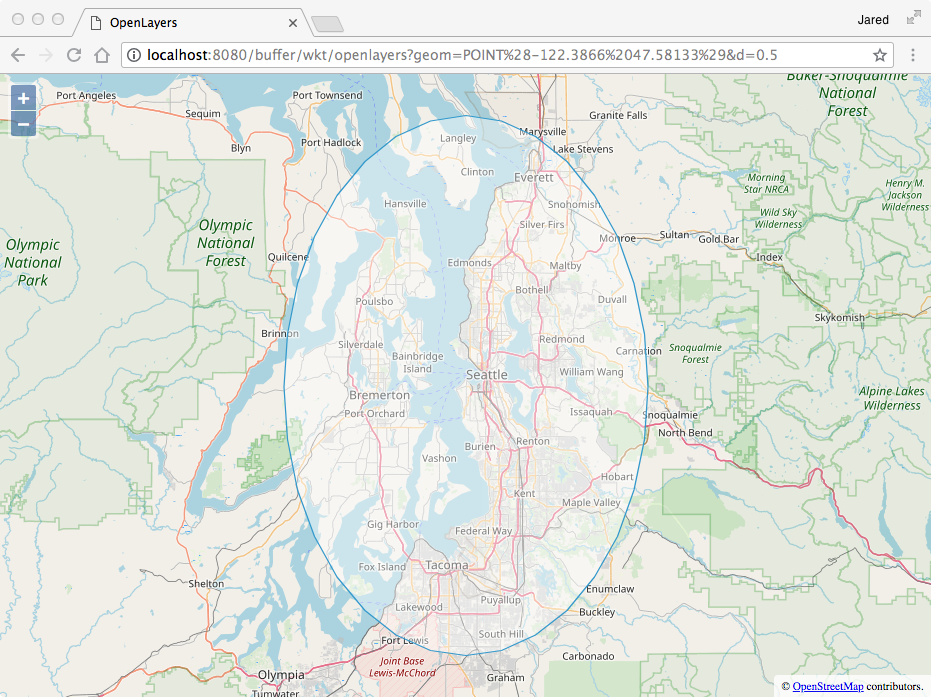 OpenLayers
Jared
localhost:8080/buffer/wkt/openlayers?geom=POINT%28-122.3866%2047.58133%29&d=0.5
+
−
Port Angeles
Port Townsend
Sequim
Baker-Snoqualmie
National
Forest
Granite Falls
Marysville
Langley
Port Hadlock
Blyn
Lake Stevens
Clinton
Everett
Morning
Star NRCA
Henry M.
Jackson
Wilderness
Hansville
Snohomish
Wild Sky
Wilderness
Silver Firs
Olympic
National
Forest
Monroe
Sultan
Gold Bar
Olympic
National
Park
Quilcene
Index
Edmonds
Maltby
Bothell
Poulsbo
Duvall
Skykomish
Brinnon
Silverdale
Redmond
Carnation
Snoqualmie
Forest
Bainbridge
Island
Seattle
William Wang
Bremerton
Alpine Lakes
Wilderness
Port Orchard
Issaquah
Snoqualmie
North Bend
Burien
Renton
Vashon
Hobart
Kent
Maple Valley
Gig Harbor
Federal Way
Fox Island
Tacoma
Shelton
Enumclaw
Puyallup
Lakewood
Buckley
South Hill
Fort Lewis
Joint Base
Lewis-McChord
Carbonado
Olympia
Graham
Tumwater
© OpenStreetMap contributors.